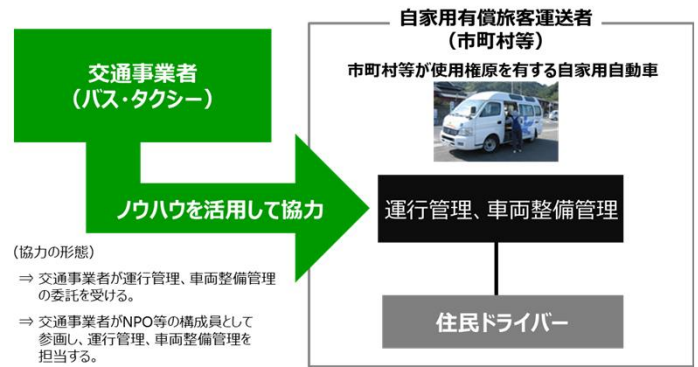 交通事業者
（バス・タクシー）
ノウハウを活用して協力
（協力の形態）
⇒ 交通事業者が運行管理、車両整備管理
の委託を受ける。
⇒ 交通事業者がNPO等の構成員として
参画し、運行管理、車両整備管理を
担当する。
自家用有償旅客運送者
（市町村等）
市町村等が使用権原を有する自家用自動車
運行管理、車両整備管理
住民ドライバー